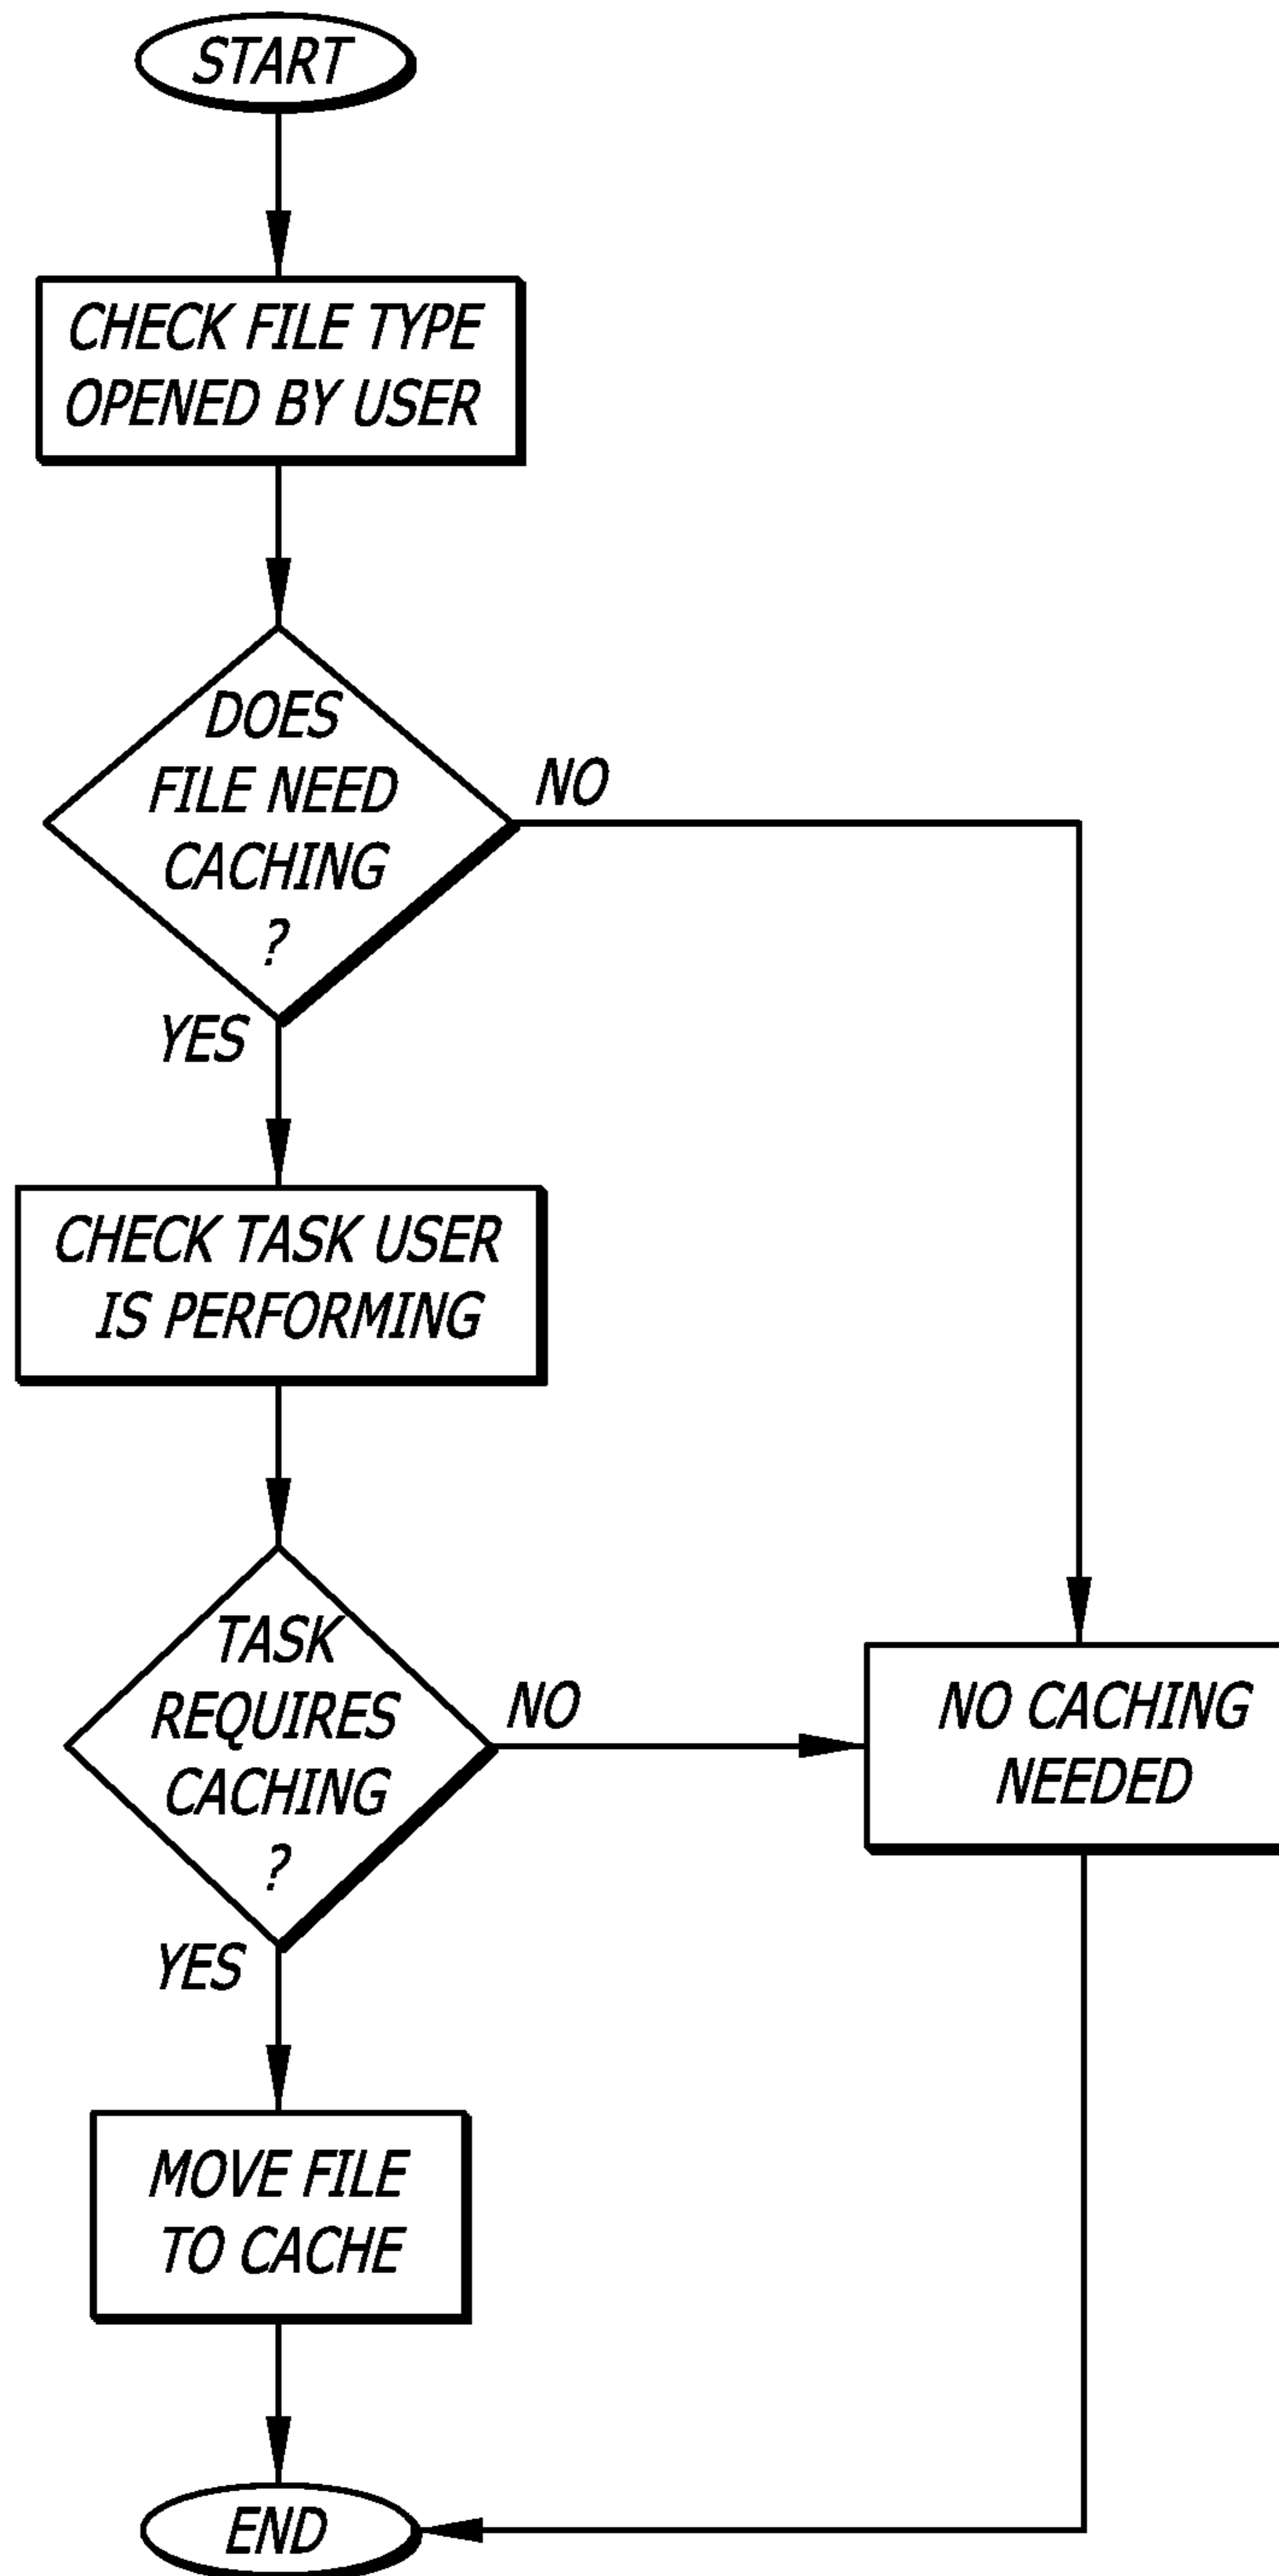 START
CHECK FILE TYPE
OPENED BY USER
DOES
FILE NEED
CACHING
?
NO
YES
CHECK TASK USER
IS PERFORMING
TASK
REQUIRES
CACHING
?
NO
YES
NO CACHING
NEEDED
MOVE FILE
TO CACHE
END